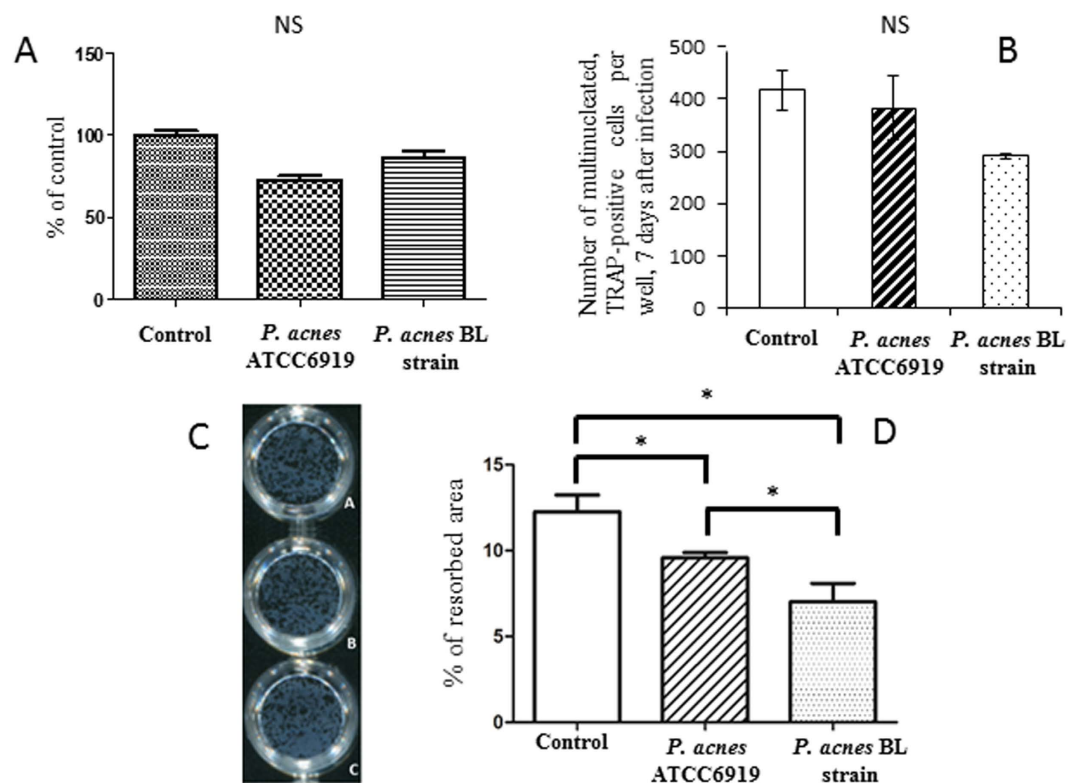 A
NS
150
100
50
0
% of control
Control
P. acnes
ATCC6919
P. acnes BL
strain
NS
B
500
400
300
200
100
0
Number of multinucleated,
TRAP-positive cells per
well, 7 days after infection
Control
P. acnes
ATCC6919
P. acnes BL
strain
C
A
B
C
D
*
*
*
15
10
5
0
% of resorbed area
Control
P. acnes
ATCC6919
P. acnes BL
strain